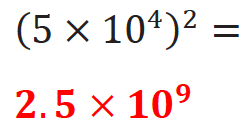 (5 × 10⁴)² =
2.5 × 10⁹